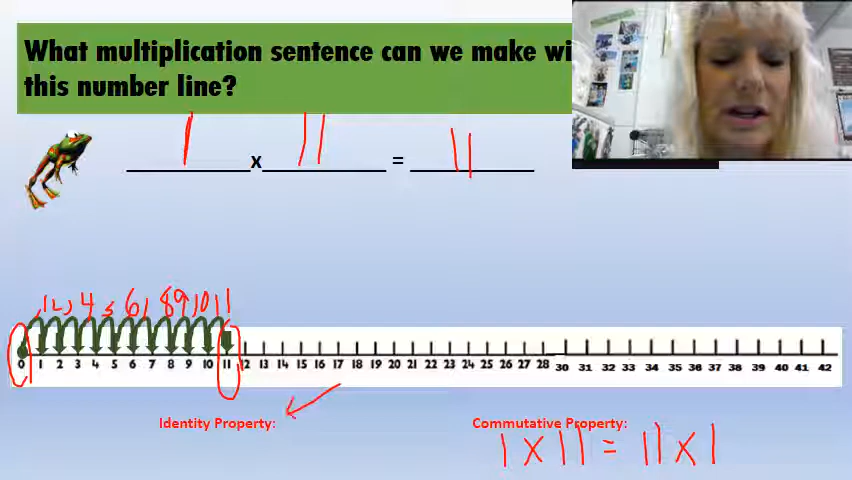 What multiplication sentence can we make wi
this number line?
1 x 11 = 11
1 2 3 4 5 6 7 8 9 10 11
0 1 2 3 4 5 6 7 8 9 10 11 12 13 14 15 16 17 18 19 20 21 22 23 24 25 26 27 28 30 31 32 33 34 35 36 37 38 39 40 41 42
Identity Property: Commutative Property:
1 x 11 = 11 x 1